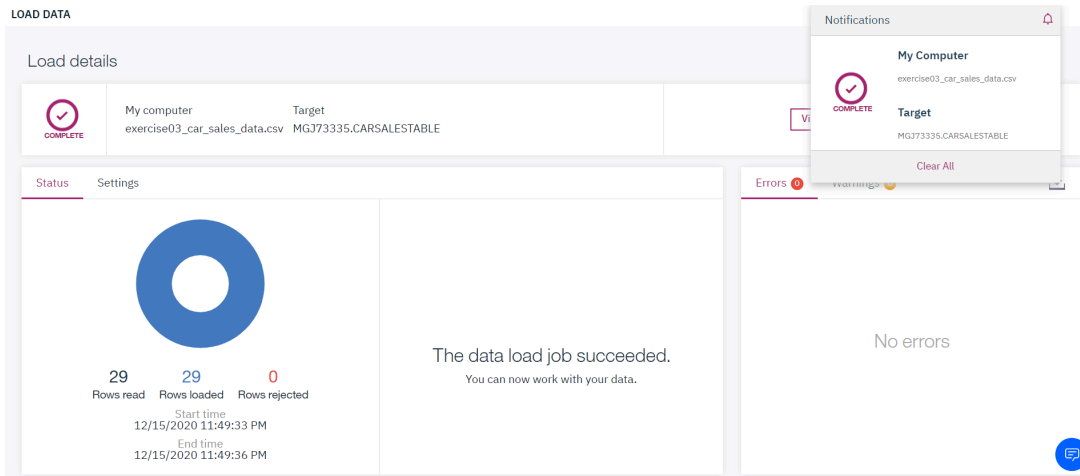 LOAD DATA
Notifications
My Computer
exercise03_car_sales_data.csv
COMPLETE
Target
MGJ73335.CARSALESTABLE
Clear All
Load details
COMPLETE
My computer
exercise03_car_sales_data.csv
Target
MGJ73335.CARSALESTABLE
Vi
Status Settings
29 29 0
Rows read Rows loaded Rows rejected
Start time
12/15/2020 11:49:33 PM
End time
12/15/2020 11:49:36 PM
The data load job succeeded.
You can now work with your data.
Errors 0 Warnings
No errors